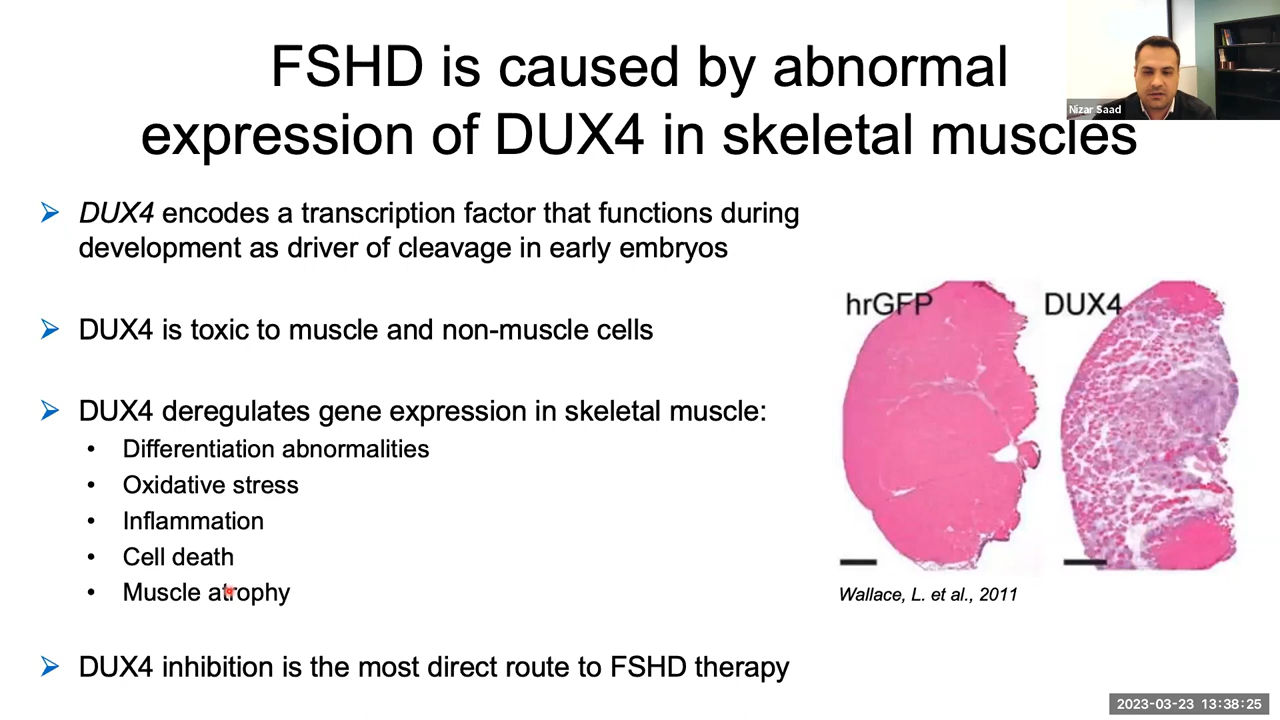 FSHD is caused by abnormal
expression of DUX4 in skeletal muscles
Nizar Saad
DUX4 encodes a transcription factor that functions during
development as driver of cleavage in early embryos
DUX4 is toxic to muscle and non-muscle cells
DUX4 deregulates gene expression in skeletal muscle:
• Differentiation abnormalities
• Oxidative stress
• Inflammation
• Cell death
• Muscle atrophy
DUX4 inhibition is the most direct route to FSHD therapy
hrGFP
DUX4
Wallace, L. et al., 2011
2023-03-23 13:38:25